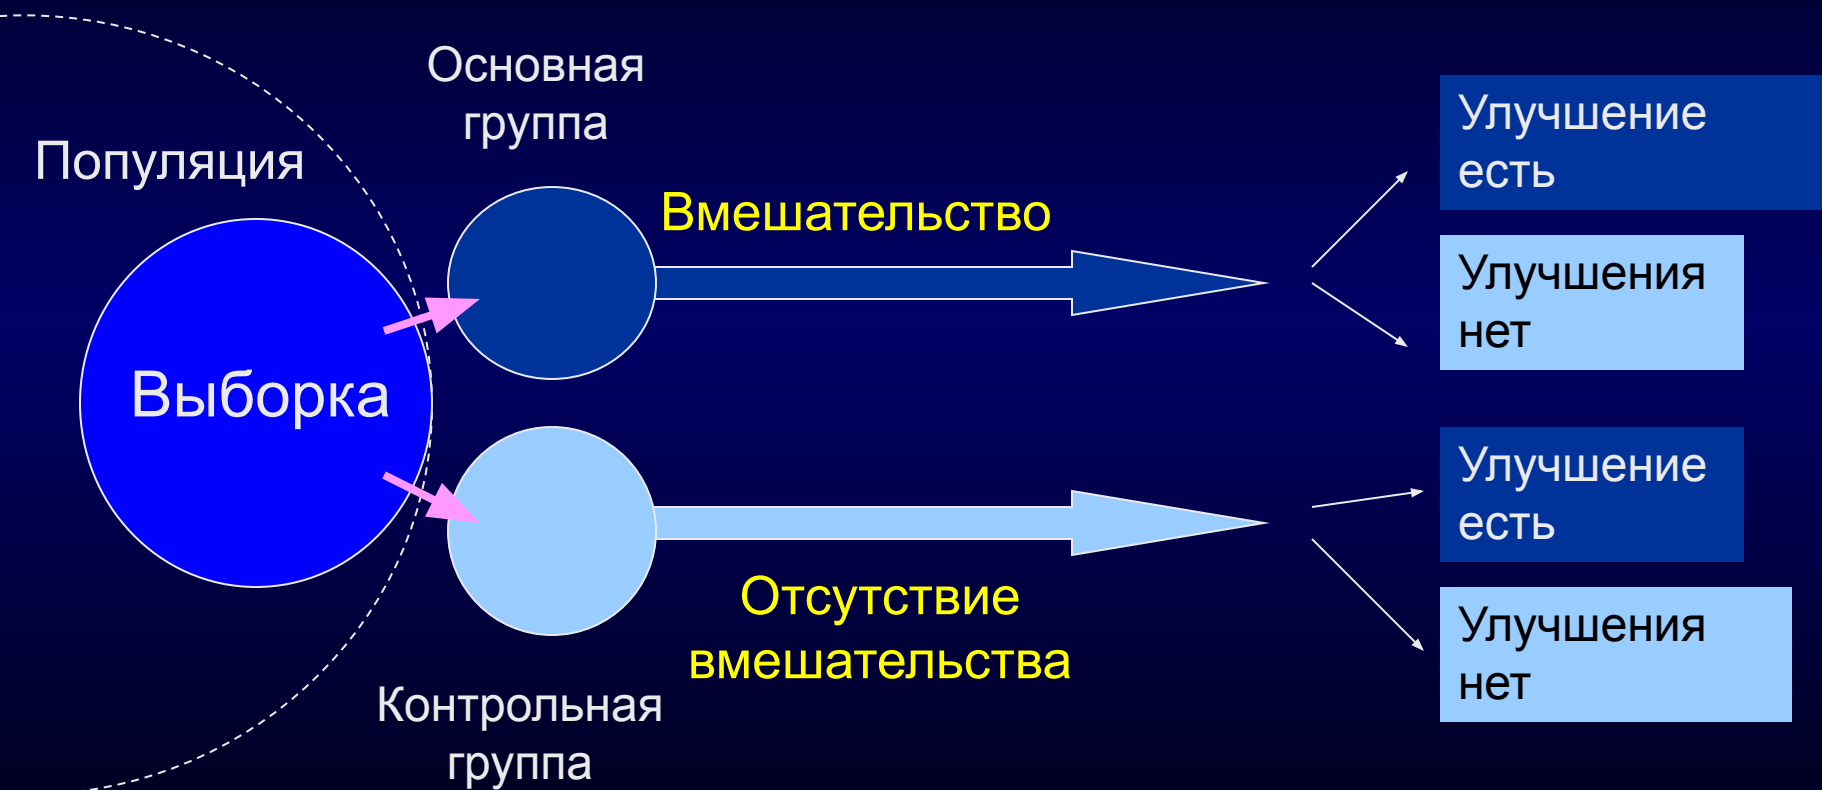 Основная
группа
Популяция
Выборка
Вмешательство
Отсутствие
вмешательства
Контрольная
группа
Улучшение
есть
Улучшения
нет
Улучшение
есть
Улучшения
нет